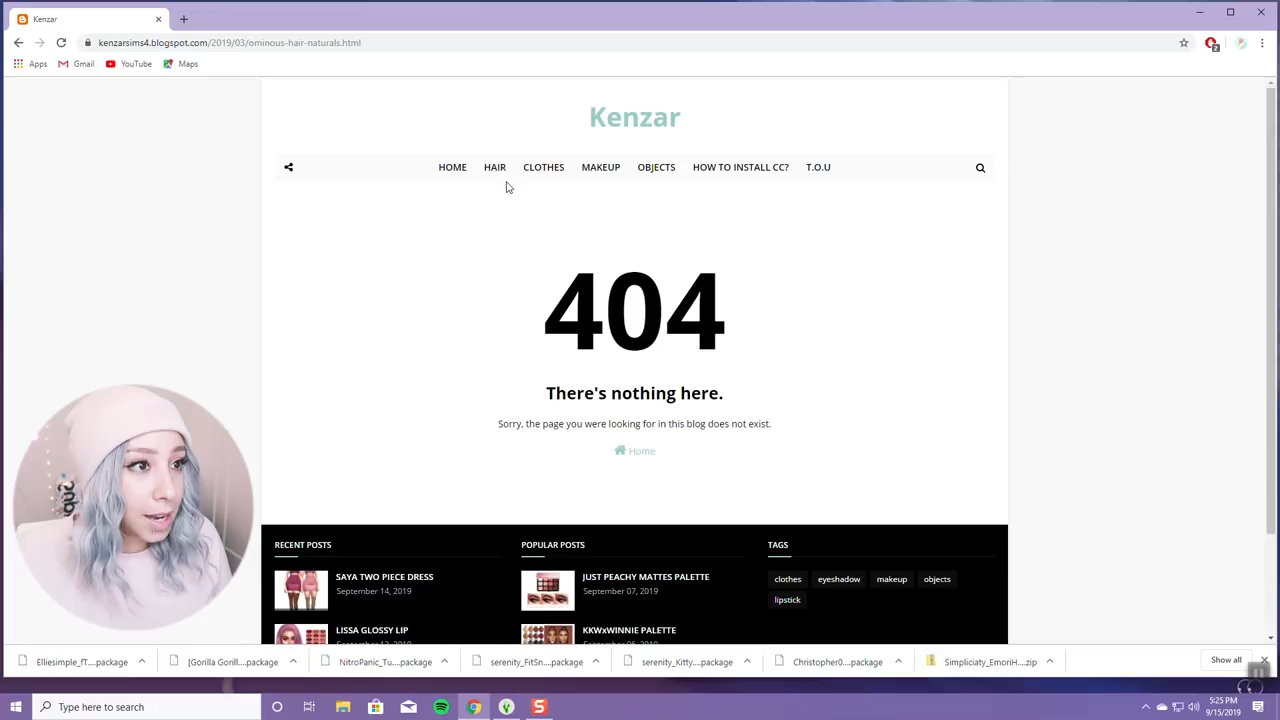 Kenzar
kenzarsims4.blogspot.com/2019/03/ominous-hair-naturals.html
2
Apps Gmail YouTube Maps
Kenzar
HOME HAIR CLOTHES MAKEUP OBJECTS HOW TO INSTALL CC? T.O.U
404
There's nothing here.
Sorry, the page you were looking for in this blog does not exist.
Home
RECENT POSTS
SAYA TWO PIECE DRESS
September 14, 2019
LISSA GLOSSY LIP
POPULAR POSTS
JUST PEACHY MATTES PALETTE
September 07, 2019
KKWxWINNIE PALETTE
TAGS
clothes eyeshadow makeup objects
lipstick
Elliesimple_fT....package [Gorilla Gorill....package NitroPanic_Tu....package serenity_FitSn....package serenity_Kitty....package Christopher0....package Simpliciaty_EmoriH....zip Show all
Type here to search
5:25 PM
9/15/2019